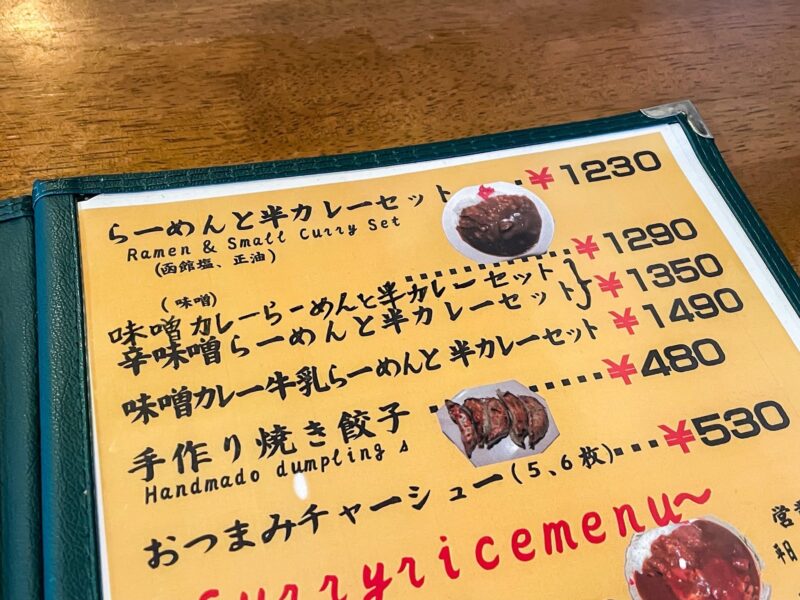 らーめんと半カレーセット ¥1230
Ramen & Small Curry Set
(函館塩、正油)
(味噌) ¥1290
味噌カレーらーめんと半カレーセット
辛味噌らーめんと半カレーセット ¥1350
味噌カレー牛乳らーめんと半カレーセット ¥1490
手作り焼き餃子 ¥480
Handmado dumpling s
おつまみチャーシュー(5、6枚) ¥530
curryricemenu~
営